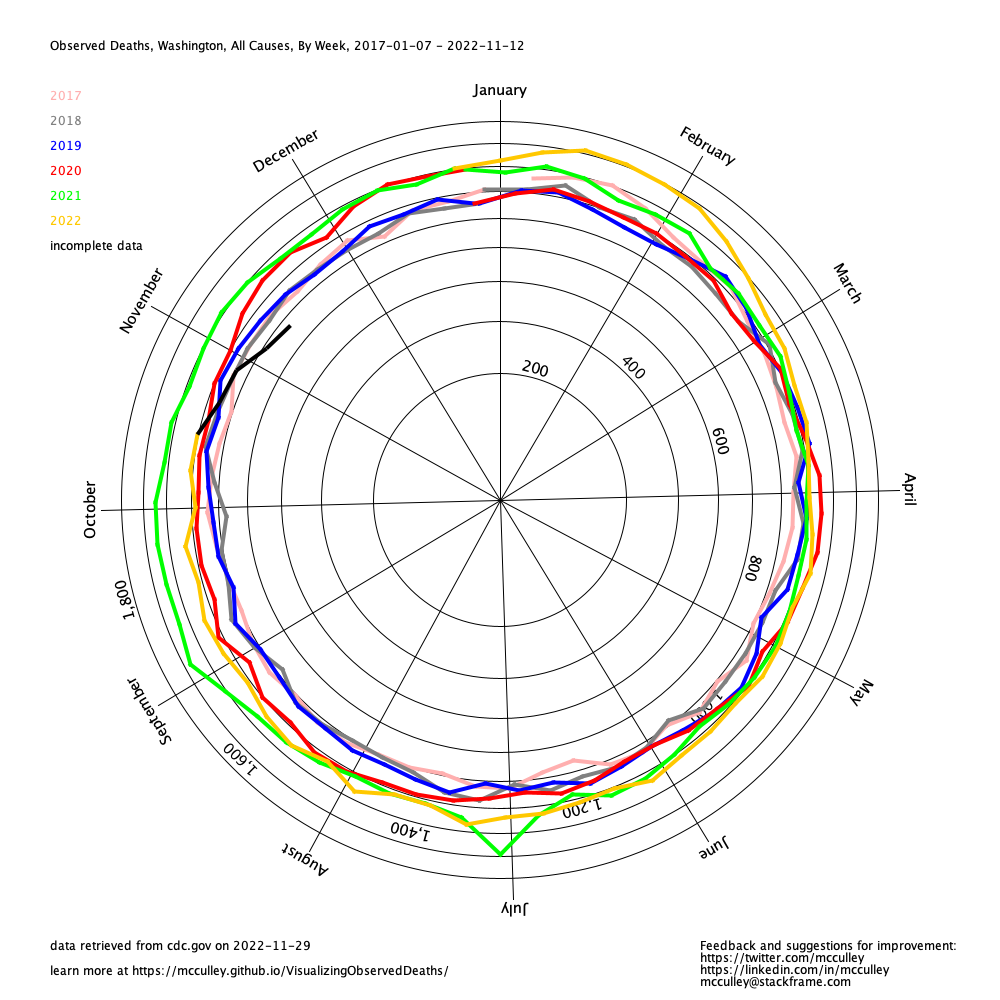 Observed Deaths, Washington, All Causes, By Week, 2017-01-07 - 2022-11-12
2017
2018
2019
2020
2021
2022
incomplete data
January
February
March
April
May
June
July
August
September
October
November
December
200
400
600
800
1,200
1,400
1,600
1,800
data retrieved from cdc.gov on 2022-11-29
learn more at https://mcculley.github.io/VisualizingObservedDeaths/
Feedback and suggestions for improvement:
https://twitter.com/mcculley
https://linkedin.com/in/mcculley
mcculley@stackframe.com